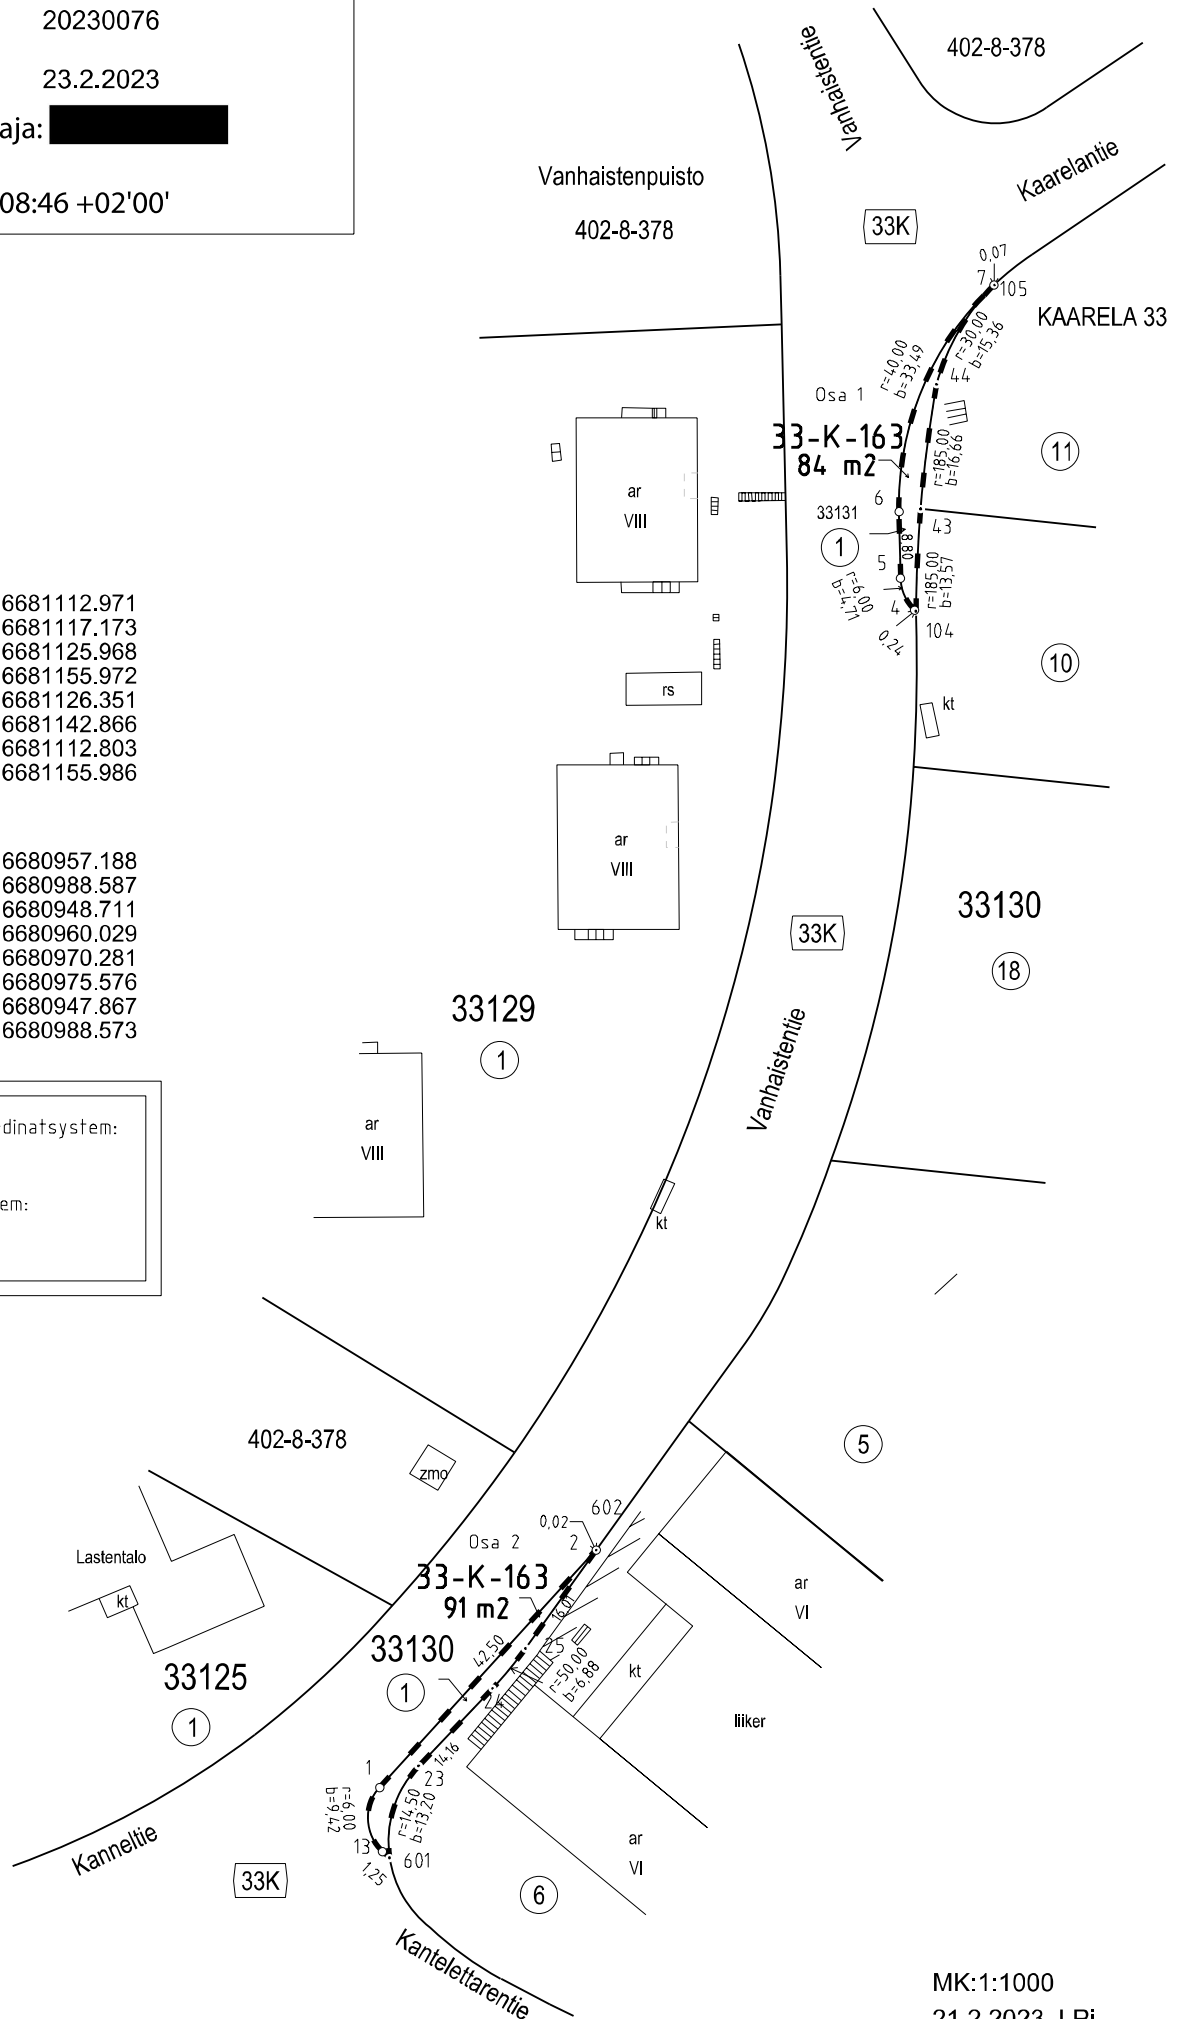 20230076
23.2.2023
aja:
08:46 +02'00'
402-8-378
Vanhaistentie
Kaarelantie
Vanhaistenpuisto
402-8-378
33K
0,07
7
105
KAARELA 33
r=30,00
b=15,36
r=40,00
b=33,49
44
Osa 1
33-K-163
84 m2
r=185,00
b=16,66
11
6
33131
1
43
8.80
5
r=6,00
b=4,71
r=185,00
b=13,57
4
104
0,24
10
kt
ar
VIII
rs
ar
VIII
6681112.971
6681117.173
6681125.968
6681155.972
6681126.351
6681142.866
6681112.803
6681155.986
6680957.188
6680988.587
6680948.711
6680960.029
6680970.281
6680975.576
6680947.867
6680988.573
33130
18
33K
33129
1
Vanhaistentie
dinatsystem:
em:
ar
VIII
kt
402-8-378
zmo
5
Lastentalo
kt
602
0,02
2
Osa 2
33-K-163
91 m2
16,01
ar
VI
33130
1
42,50
25
r=50,00
b=6,88
kt
33125
1
liiker
14,16
1
23
r=6,00
b=9,42
r=14,50
b=13,20
13
601
1,25
Kanneltie
33K
ar
VI
6
Kantelettarentie
MK:1:1000
21.2.2023